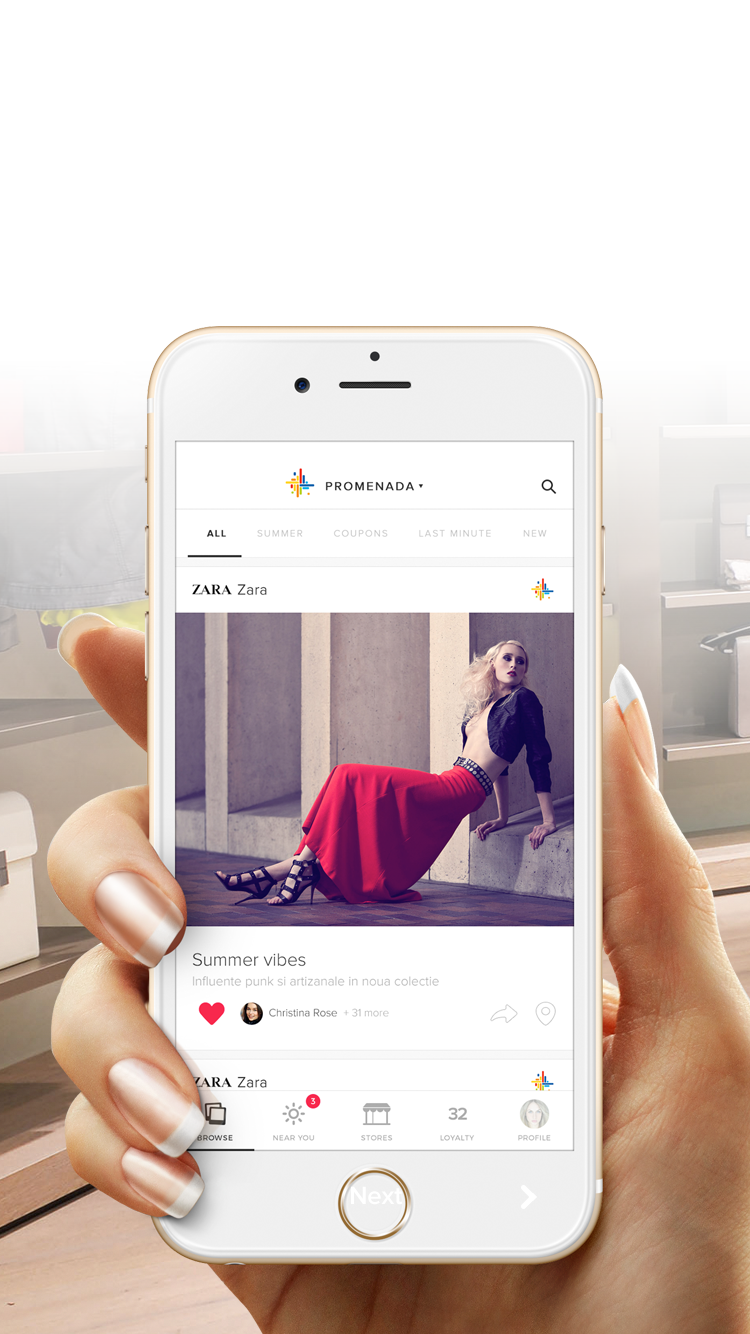 PROMENADA
ALL SUMMER COUPONS LAST MINUTE NEW
ZARA Zara
Summer vibes
Influente punk si artizanale in noua colectie
Christina Rose + 31 more
ZARA Zara
3
32
BROWSE NEAR YOU STORES LOYALTY PROFILE
Next